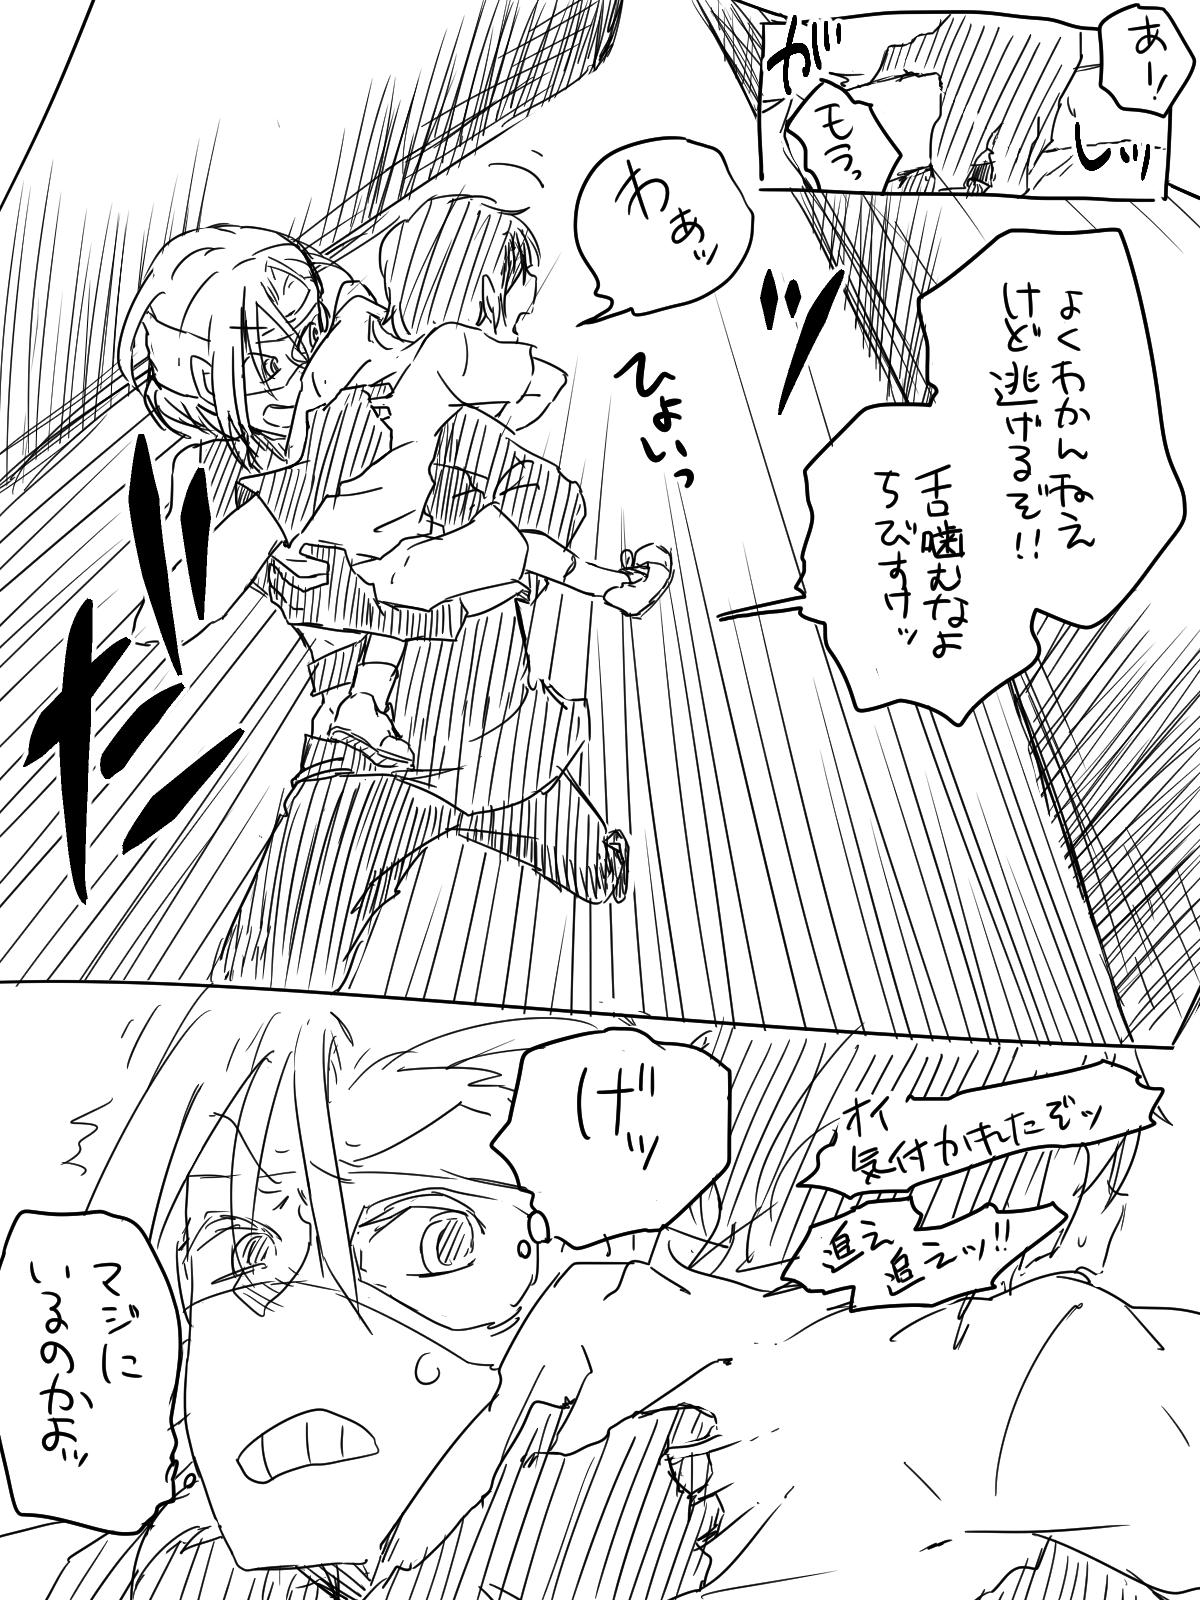 あー!
がしッ
モうっ
よくわかんねえ
けど逃げるぞ!!
舌噛むなよ
ちびすけッ
わぁッ
ひょいっ
ダッ
げッ
オイ
気付かれたぞッ
追え
追えッ!!
マジに
いるのかよッ